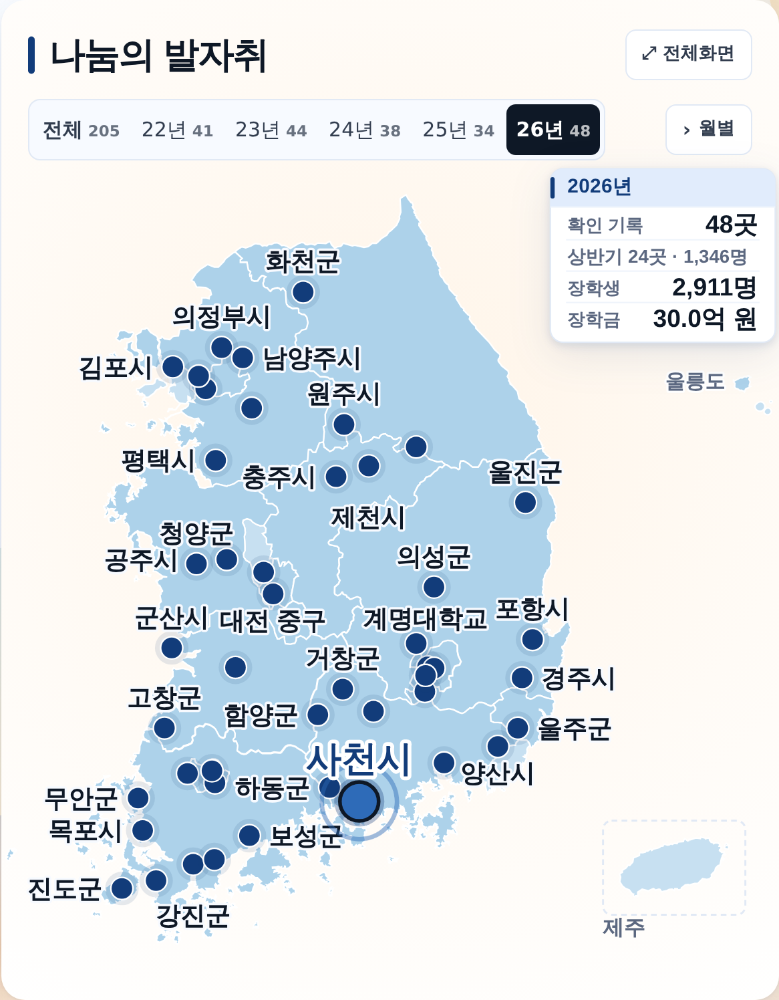 나눔의 발자취
전체화면
전체 205 22년 41 23년 44 24년 38 25년 34 26년 48
› 월별
2026년
확인 기록 48곳
상반기 24곳 · 1,346명
장학생 2,911명
장학금 30.0억 원
화천군
의정부시
김포시
남양주시
울릉도
원주시
평택시
충주시
울진군
제천시
청양군
공주시
의성군
군산시
대전 중구
계명대학교
포항시
거창군
경주시
고창군
함양군
울주군
사천시
양산시
하동군
무안군
목포시
보성군
진도군
강진군
제주